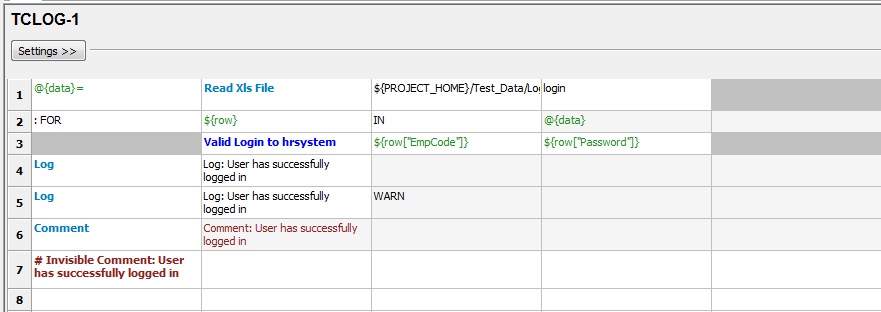 TCLOG-1
Settings >>
1 @{data}= Read Xls File ${PROJECT_HOME}/Test_Data/Lo login
2 : FOR ${row} IN @{data}
3 Valid Login to hrsystem ${row["EmpCode"]} ${row["Password"]}
4 Log Log: User has successfully
logged in
5 Log Log: User has successfully WARN
logged in
6 Comment Comment: User has successfully
logged in
7 # Invisible Comment: User
has successfully logged in
8